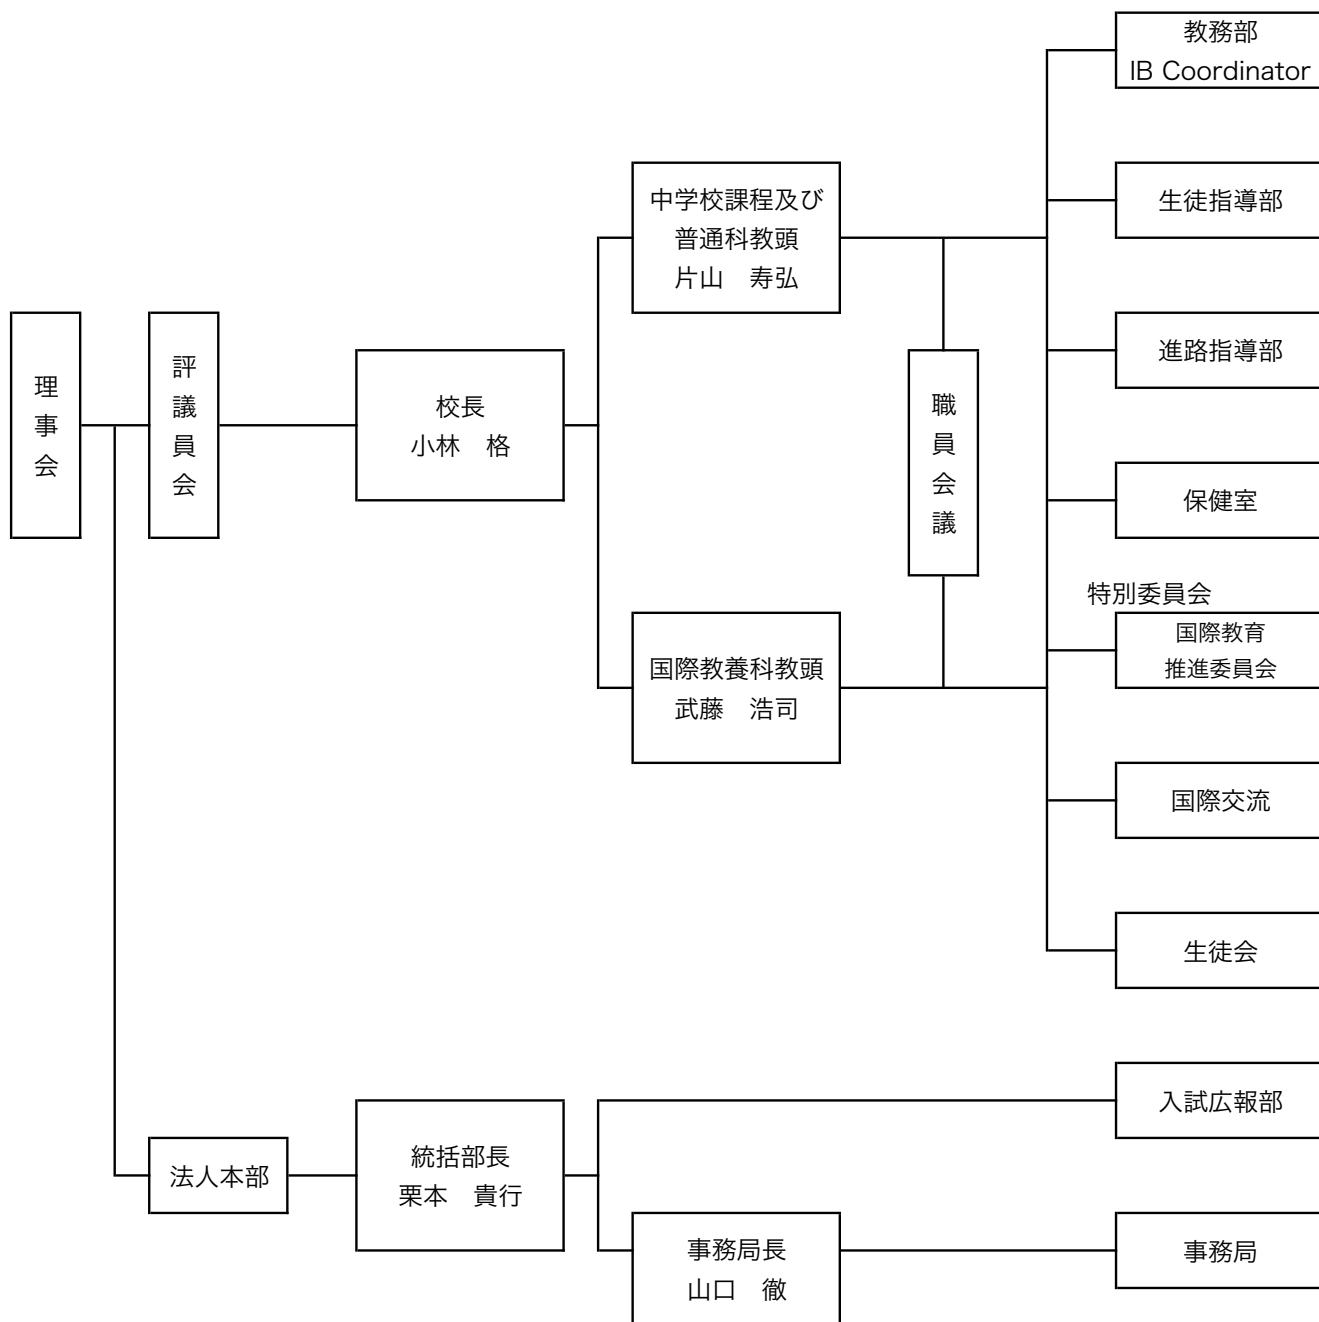 理事会
評議員会
校長
小林　格
中学校課程及び
普通科教頭
片山　寿弘
国際教養科教頭
武藤　浩司
職員会議
教務部
IB Coordinator
生徒指導部
進路指導部
保健室
特別委員会
国際教育
推進委員会
国際交流
生徒会
法人本部
統括部長
栗本　貴行
入試広報部
事務局長
山口　徹
事務局